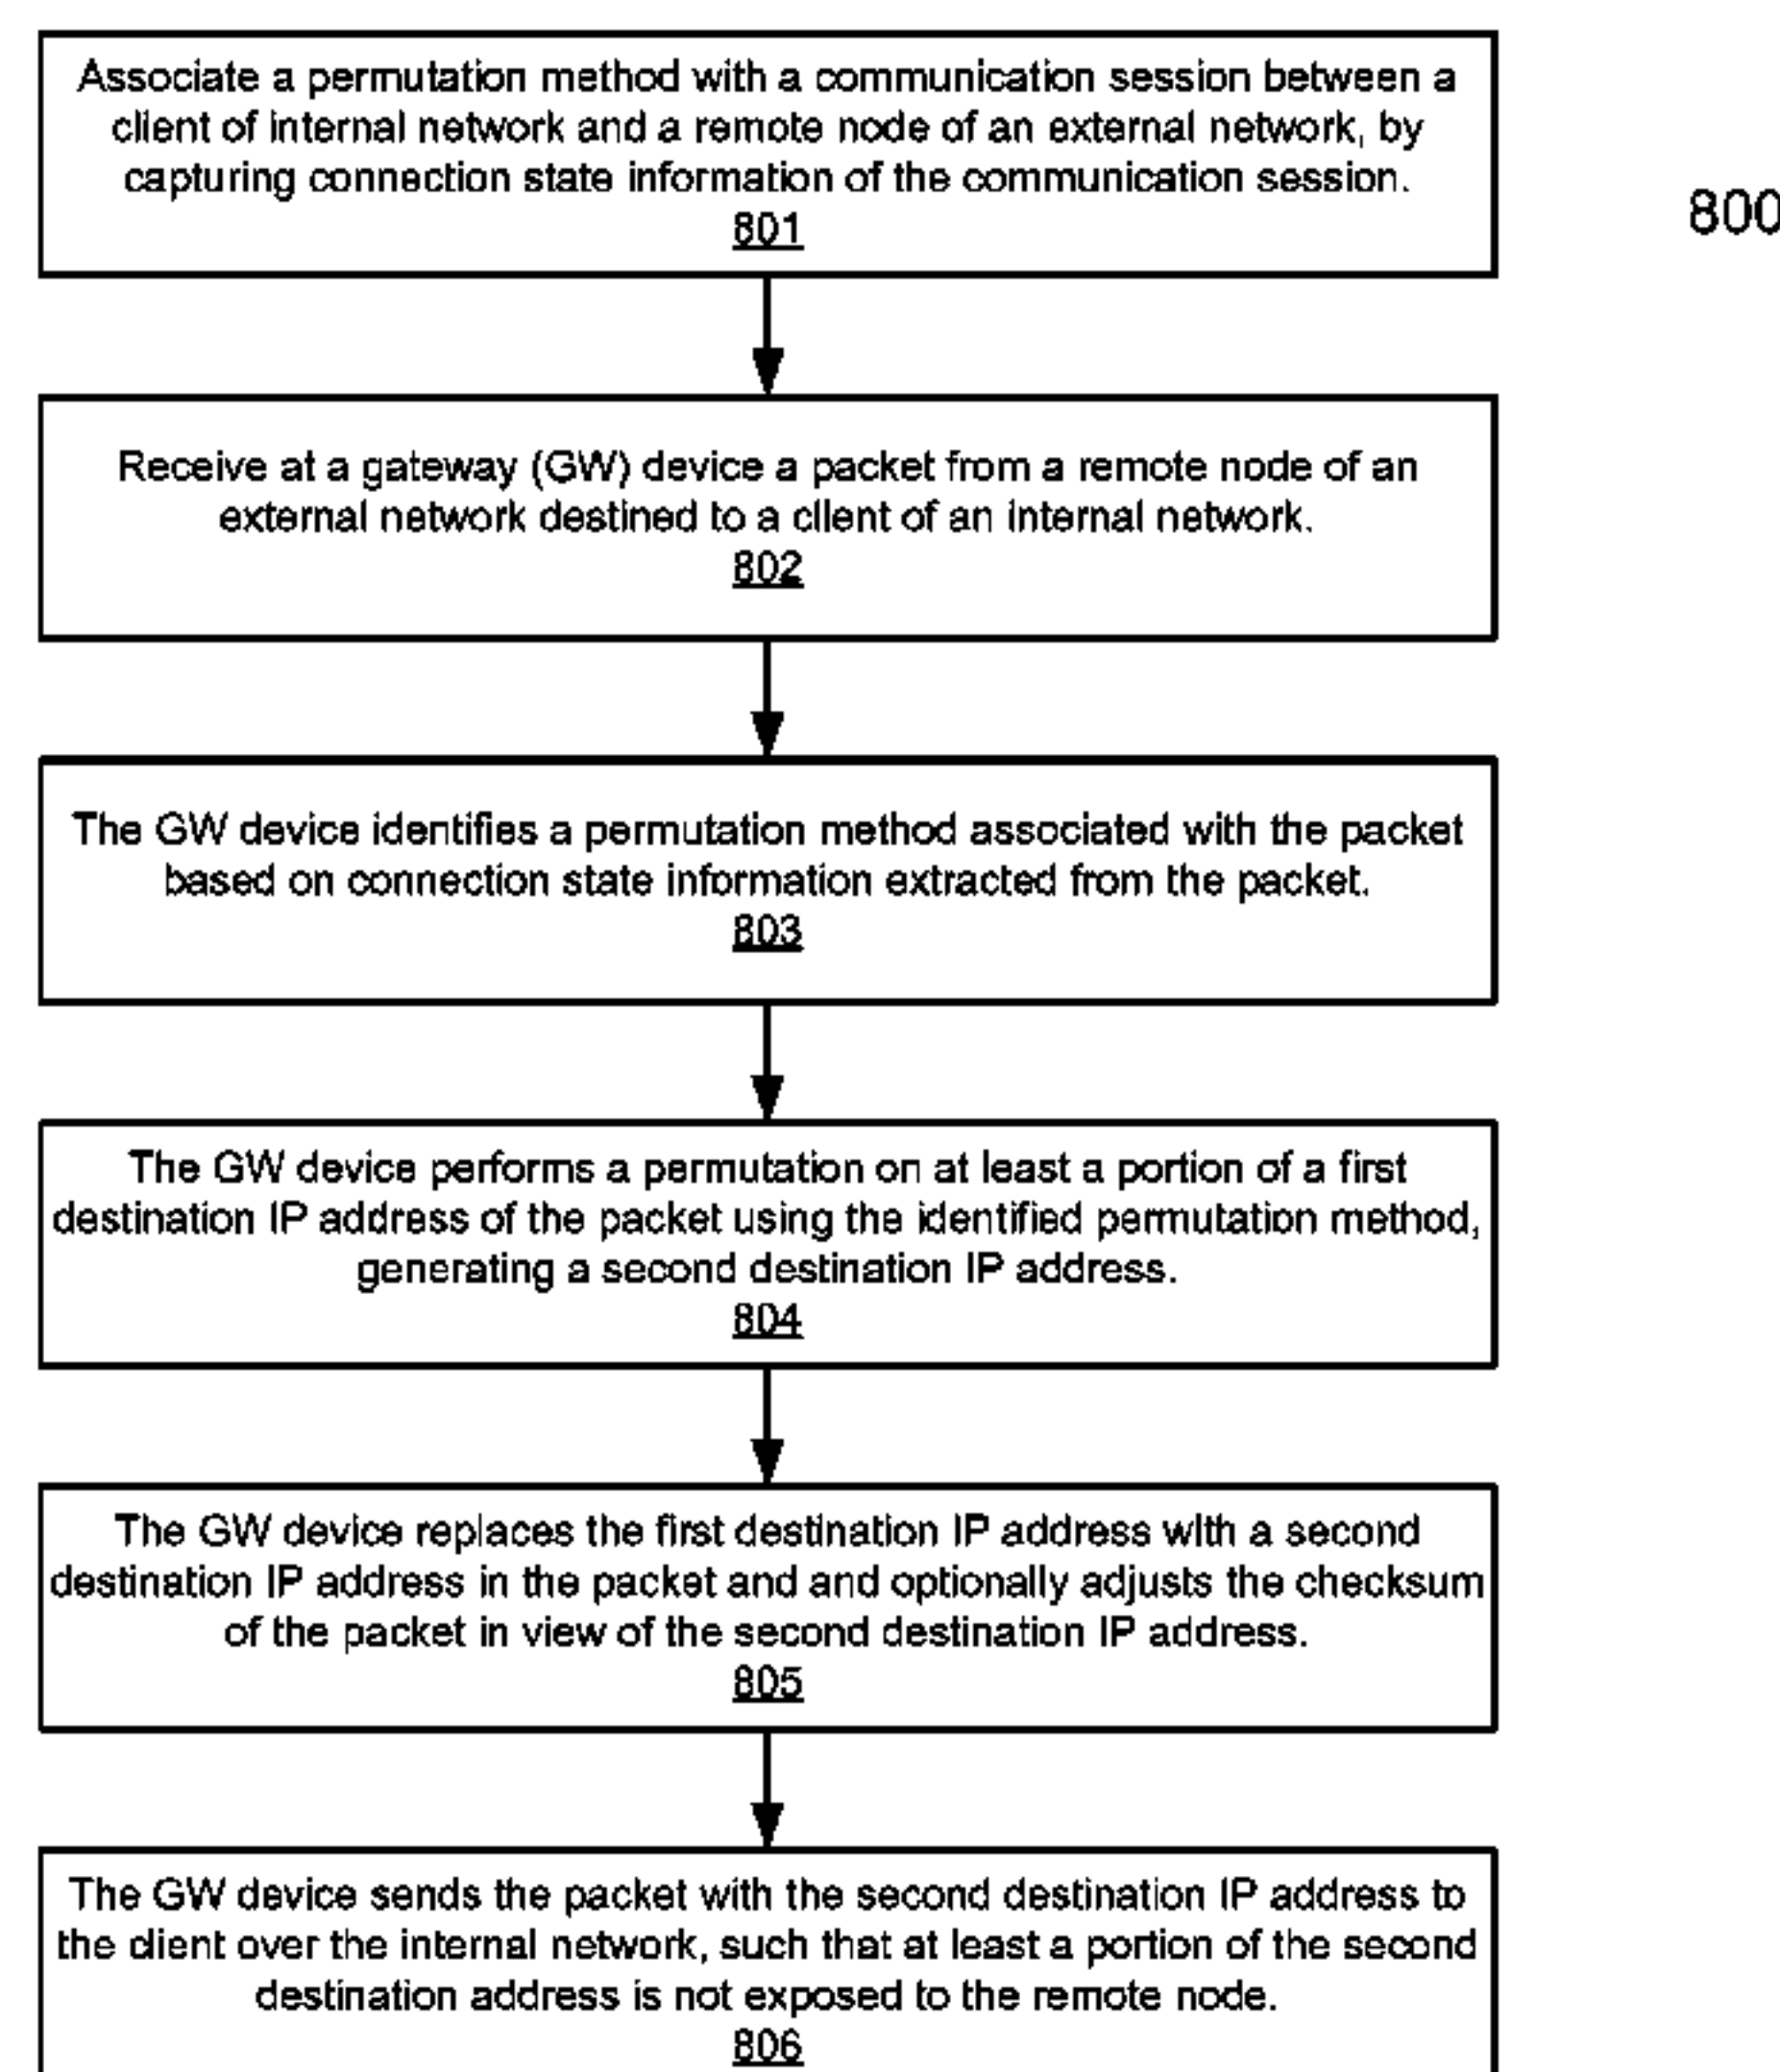 Associate a permutation method with a communication session between a
client of internal network and a remote node of an external network, by
capturing connection state information of the communication session.
801
800
Receive at a gateway (GW) device a packet from a remote node of an
external network destined to a client of an internal network.
802
The GW device identifies a permutation method associated with the packet
based on connection state information extracted from the packet.
803
The GW device performs a permutation on at least a portion of a first
destination IP address of the packet using the identified permutation method,
generating a second destination IP address.
804
The GW device replaces the first destination IP address with a second
destination IP address in the packet and and optionally adjusts the checksum
of the packet in view of the second destination IP address.
805
The GW device sends the packet with the second destination IP address to
the client over the internal network, such that at least a portion of the second
destination address is not exposed to the remote node.
806